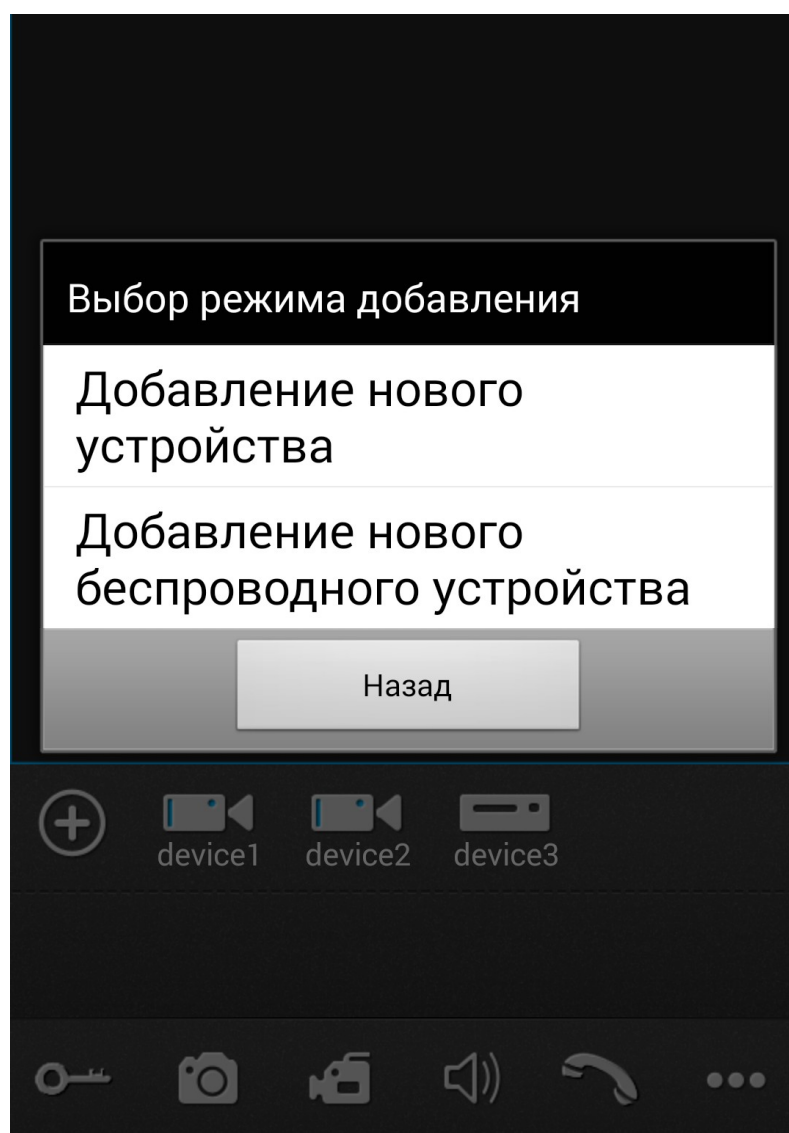 Выбор режима добавления
Добавление нового
устройства
Добавление нового
беспроводного устройства
Назад
device1 device2 device3